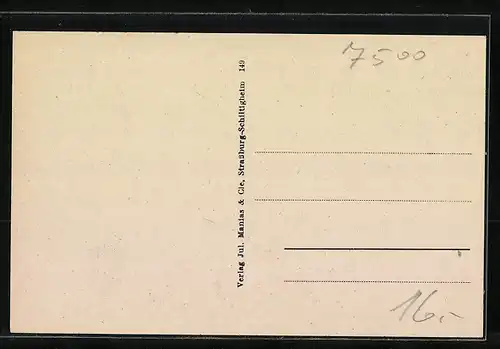 7500
Verlag Jul. Manias & Cie, Straßburg-Schiltigheim 149
16.-